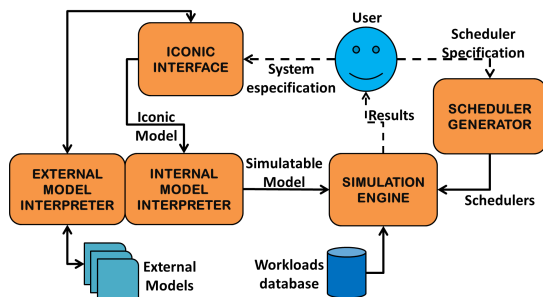 User
ICONIC
INTERFACE
System
especification
Scheduler
Specification
SCHEDULER
GENERATOR
Iconic
Model
Results
EXTERNAL
MODEL
INTERPRETER
INTERNAL
MODEL
INTERPRETER
Simulatable
Model
SIMULATION
ENGINE
Schedulers
External
Models
Workloads
database